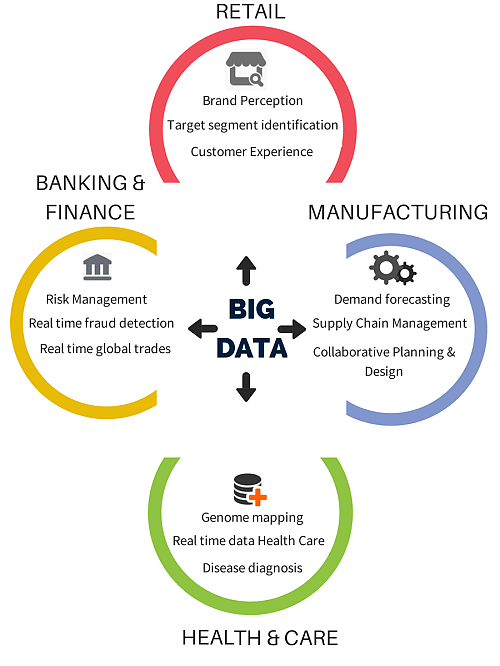 RETAIL
Brand Perception
Target segment identification
Customer Experience
BANKING &
FINANCE
Risk Management
Real time fraud detection
Real time global trades
BIG
DATA
MANUFACTURING
Demand forecasting
Supply Chain Management
Collaborative Planning &
Design
Genome mapping
Real time data Health Care
Disease diagnosis
HEALTH & CARE